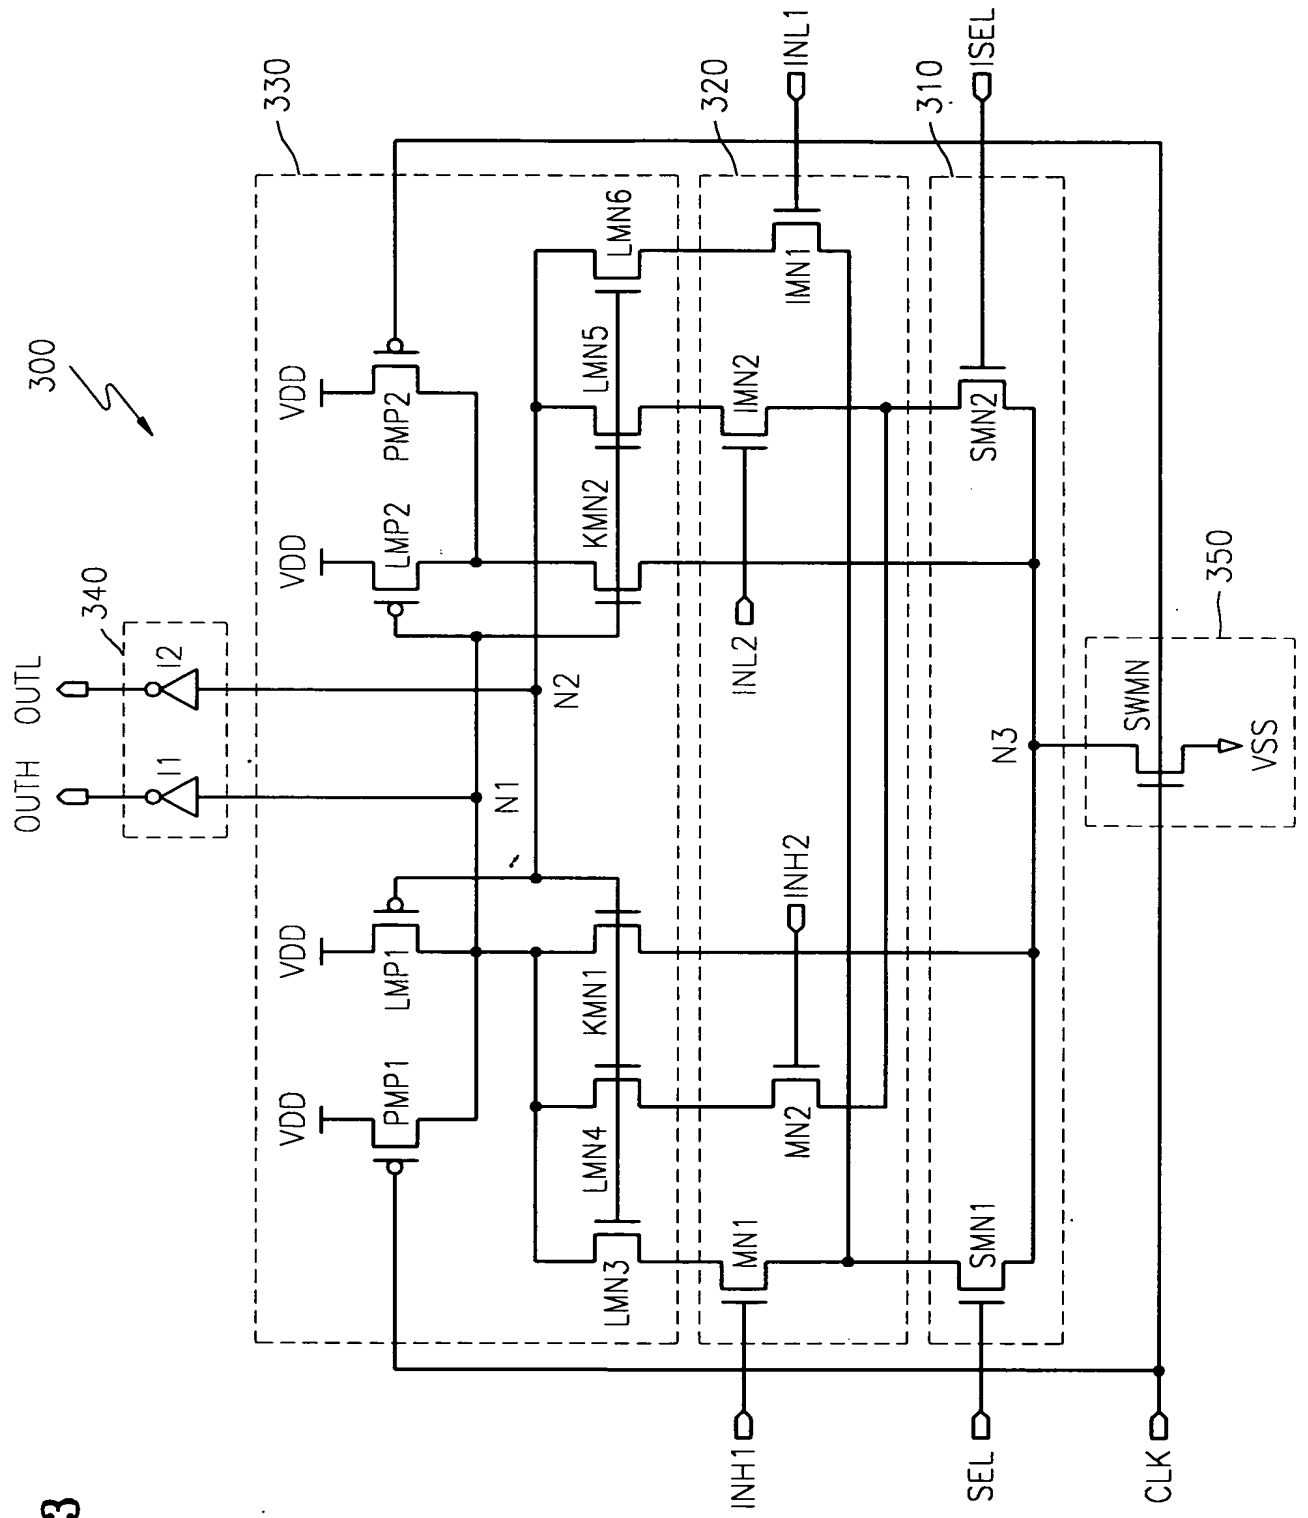 3
300
OUTH OUTL
340
I1
I2
330
VDD
VDD
VDD
VDD
PMP1
LMP1
LMP2
PMP2
N1
N2
LMN3
LMN4
KMN1
KMN2
LMN5
LMN6
320
INH1
MN1
MN2
INH2
INL2
IMN2
IMN1
INL1
310
SEL
SMN1
N3
SMN2
ISEL
350
CLK
SWMN
VSS